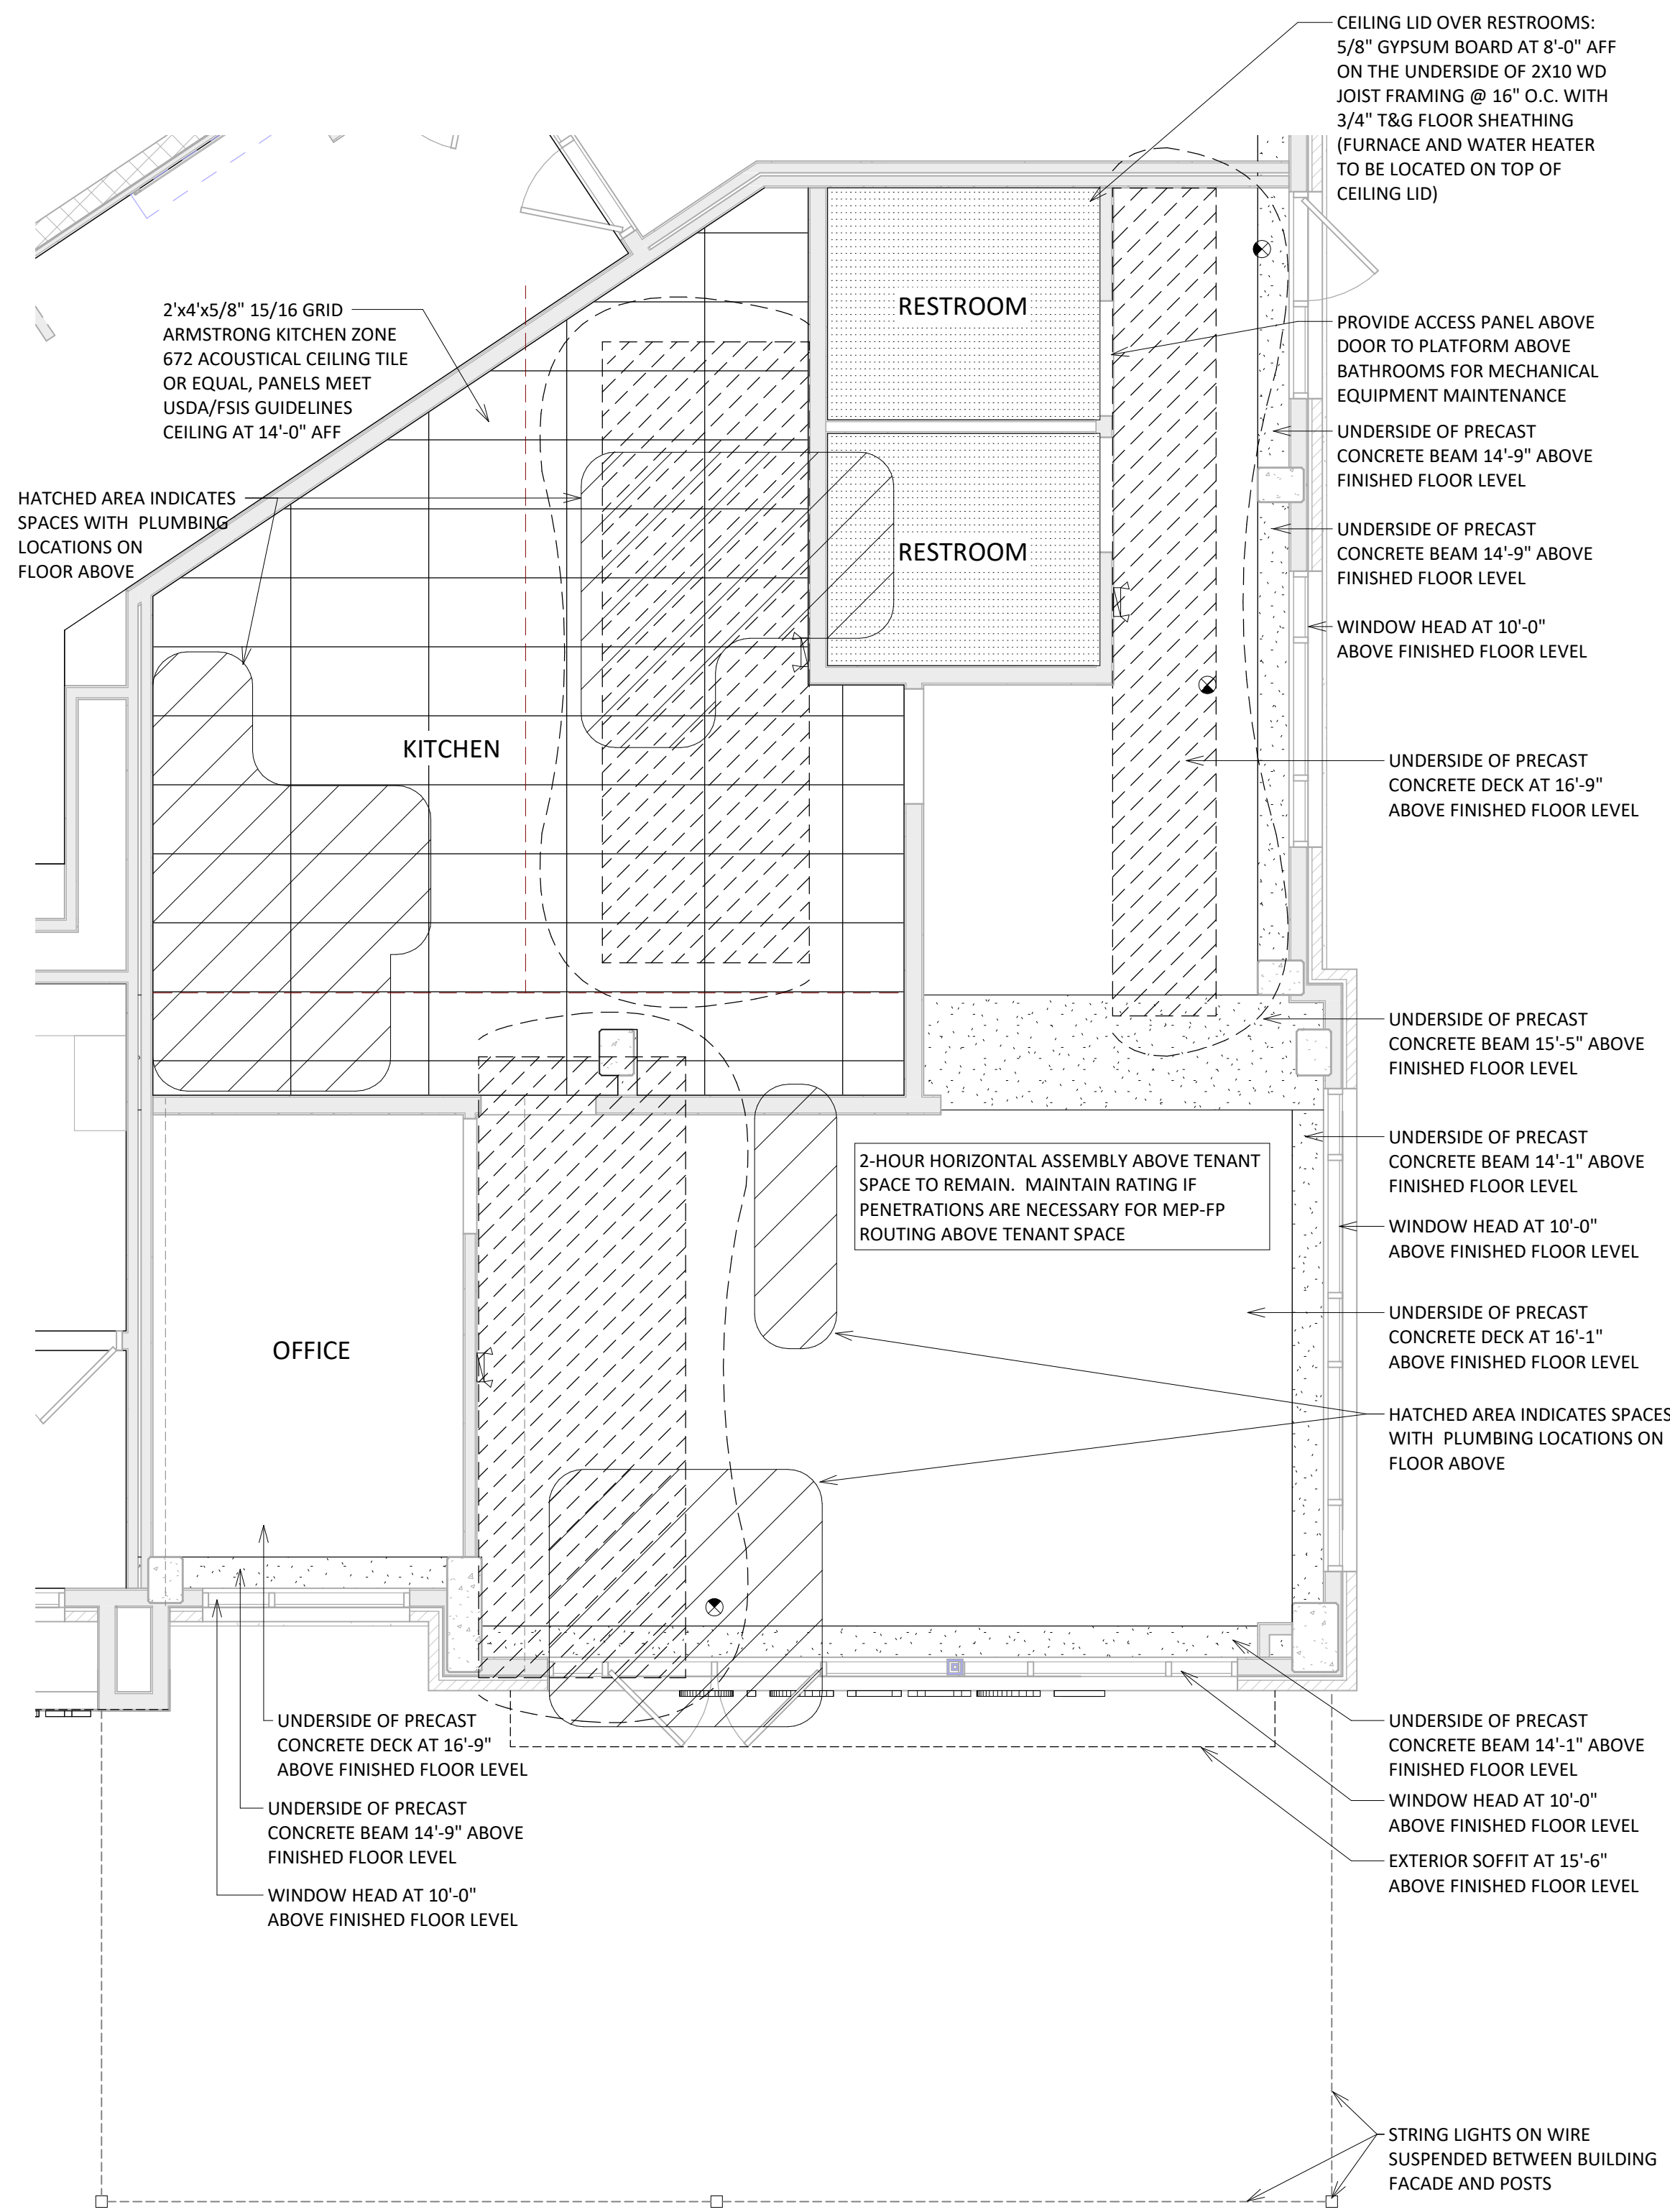 CEILING LID OVER RESTROOMS:
5/8" GYPSUM BOARD AT 8'-0" AFF
ON THE UNDERSIDE OF 2X10 WD
JOIST FRAMING @ 16" O.C. WITH
3/4" T&G FLOOR SHEATHING
(FURNACE AND WATER HEATER
TO BE LOCATED ON TOP OF
CEILING LID)
2'x4'x5/8" 15/16 GRID
ARMSTRONG KITCHEN ZONE
672 ACOUSTICAL CEILING TILE
OR EQUAL, PANELS MEET
USDA/FSIS GUIDELINES
CEILING AT 14'-0" AFF
RESTROOM
PROVIDE ACCESS PANEL ABOVE
DOOR TO PLATFORM ABOVE
BATHROOMS FOR MECHANICAL
EQUIPMENT MAINTENANCE
UNDERSIDE OF PRECAST
CONCRETE BEAM 14'-9" ABOVE
FINISHED FLOOR LEVEL
HATCHED AREA INDICATES
SPACES WITH PLUMBING
LOCATIONS ON
FLOOR ABOVE
RESTROOM
UNDERSIDE OF PRECAST
CONCRETE BEAM 14'-9" ABOVE
FINISHED FLOOR LEVEL
WINDOW HEAD AT 10'-0"
ABOVE FINISHED FLOOR LEVEL
KITCHEN
UNDERSIDE OF PRECAST
CONCRETE DECK AT 16'-9"
ABOVE FINISHED FLOOR LEVEL
UNDERSIDE OF PRECAST
CONCRETE BEAM 15'-5" ABOVE
FINISHED FLOOR LEVEL
UNDERSIDE OF PRECAST
CONCRETE BEAM 14'-1" ABOVE
FINISHED FLOOR LEVEL
2-HOUR HORIZONTAL ASSEMBLY ABOVE TENANT
SPACE TO REMAIN. MAINTAIN RATING IF
PENETRATIONS ARE NECESSARY FOR MEP-FP
ROUTING ABOVE TENANT SPACE
WINDOW HEAD AT 10'-0"
ABOVE FINISHED FLOOR LEVEL
OFFICE
UNDERSIDE OF PRECAST
CONCRETE DECK AT 16'-1"
ABOVE FINISHED FLOOR LEVEL
HATCHED AREA INDICATES SPACES
WITH PLUMBING LOCATIONS ON
FLOOR ABOVE
UNDERSIDE OF PRECAST
CONCRETE DECK AT 16'-9"
ABOVE FINISHED FLOOR LEVEL
UNDERSIDE OF PRECAST
CONCRETE BEAM 14'-9" ABOVE
FINISHED FLOOR LEVEL
WINDOW HEAD AT 10'-0"
ABOVE FINISHED FLOOR LEVEL
UNDERSIDE OF PRECAST
CONCRETE BEAM 14'-1" ABOVE
FINISHED FLOOR LEVEL
WINDOW HEAD AT 10'-0"
ABOVE FINISHED FLOOR LEVEL
EXTERIOR SOFFIT AT 15'-6"
ABOVE FINISHED FLOOR LEVEL
STRING LIGHTS ON WIRE
SUSPENDED BETWEEN BUILDING
FACADE AND POSTS